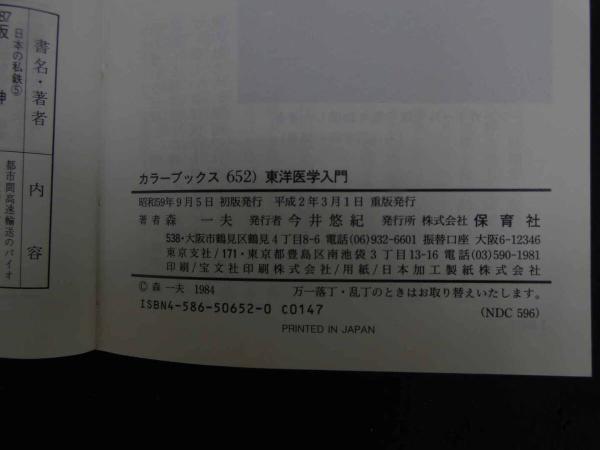 カラーブックス 652) 東洋医学入門
昭和59年9月5日 初版発行 平成2年3月1日 重版発行
著者 森 一夫 発行者 今井悠紀 発行所 株式会社 保育社
538・大阪市鶴見区鶴見4丁目8-6 電話(06)932-6601 振替口座 大阪6-12346
東京支社/171・東京都豊島区南池袋3丁目13-16 電話(03)590-1981
印刷/宝文社印刷株式会社/用紙/日本加工製紙株式会社
© 森 一夫 1984 万一落丁・乱丁のときはお取り替えいたします。
ISBN4-586-50652-0 C0147 (NDC 596)
PRINTED IN JAPAN
書名・著者
内容
87
日本の私鉄⑤
都市間高速輸送のパイオ